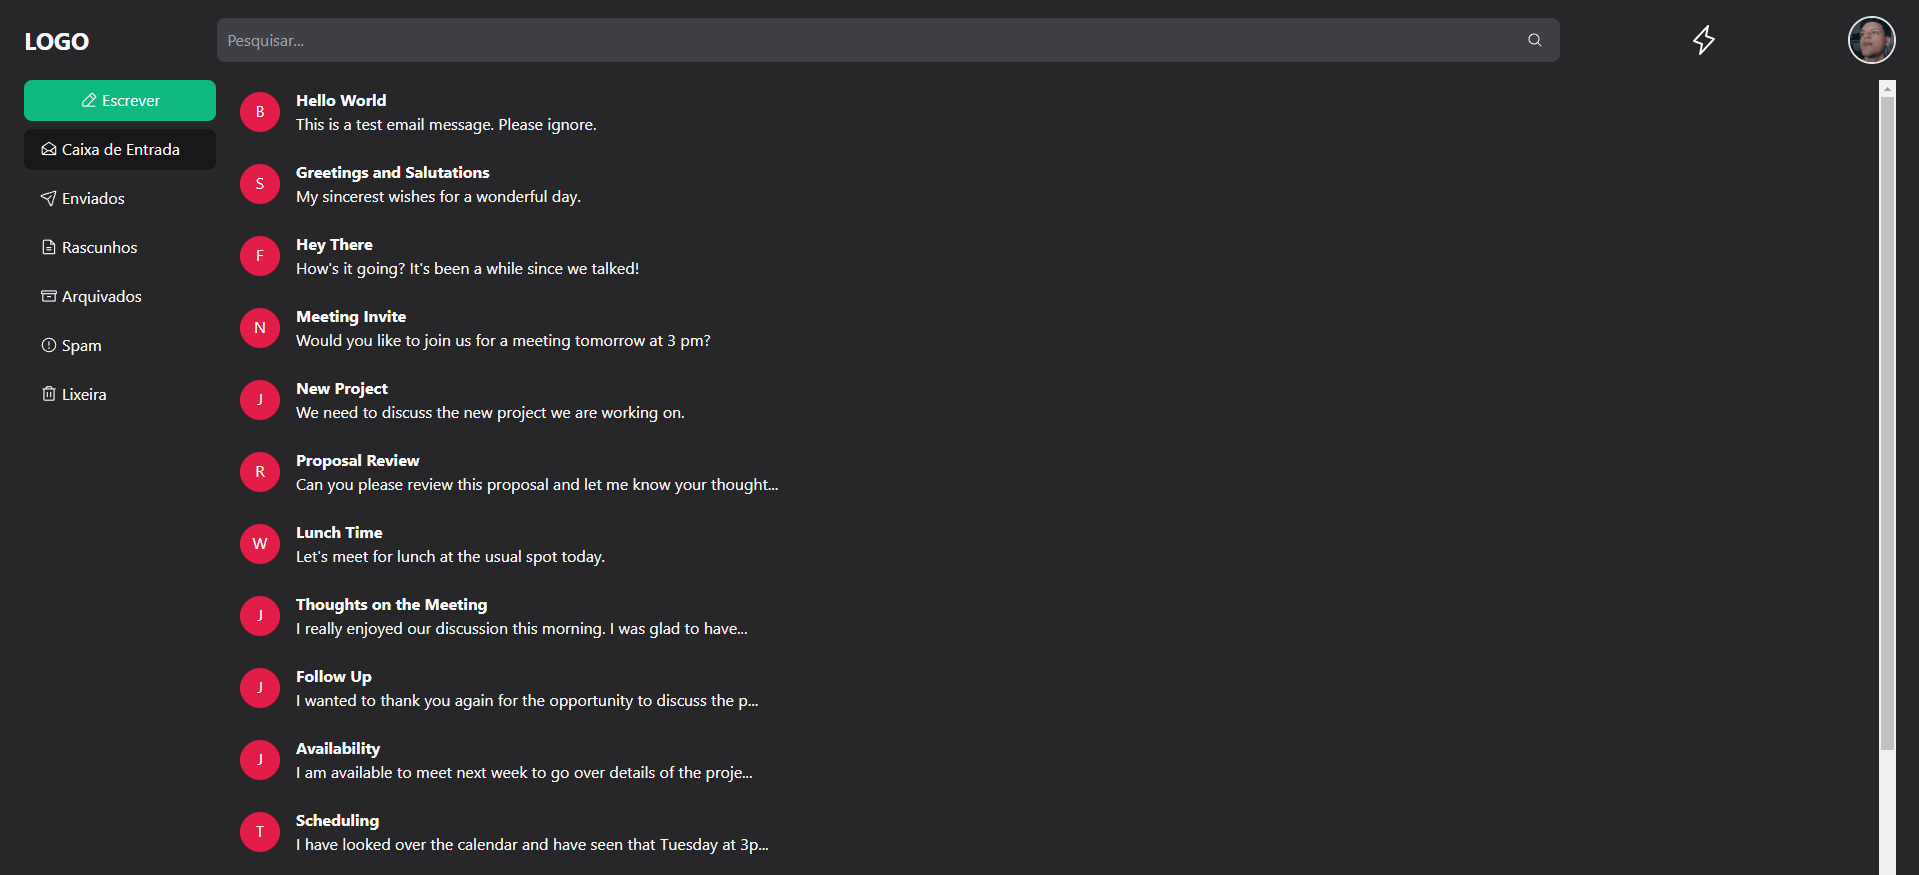 LOGO
Pesquisar...
Escrever
Caixa de Entrada
Enviados
Rascunhos
Arquivados
Spam
Lixeira
B
Hello World
This is a test email message. Please ignore.
S
Greetings and Salutations
My sincerest wishes for a wonderful day.
F
Hey There
How's it going? It's been a while since we talked!
N
Meeting Invite
Would you like to join us for a meeting tomorrow at 3 pm?
J
New Project
We need to discuss the new project we are working on.
R
Proposal Review
Can you please review this proposal and let me know your thought...
W
Lunch Time
Let's meet for lunch at the usual spot today.
J
Thoughts on the Meeting
I really enjoyed our discussion this morning. I was glad to have...
J
Follow Up
I wanted to thank you again for the opportunity to discuss the p...
J
Availability
I am available to meet next week to go over details of the proje...
T
Scheduling
I have looked over the calendar and have seen that Tuesday at 3p...